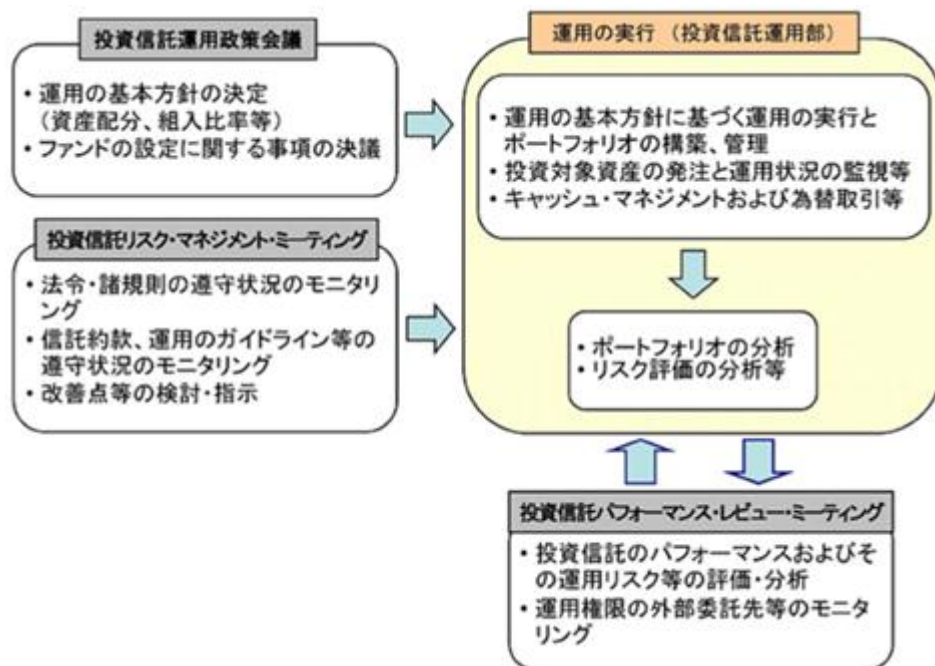 投資信託運用政策会議
・運用の基本方針の決定
(資産配分、組入比率等)
・ファンドの設定に関する事項の決議
投資信託リスク・マネジメント・ミーティング
・法令・諸規則の遵守状況のモニタリ
ング
・信託約款、運用のガイドライン等の
遵守状況のモニタリング
・改善点等の検討・指示
運用の実行 (投資信託運用部)
・運用の基本方針に基づく運用の実行と
ポートフォリオの構築、管理
・投資対象資産の発注と運用状況の監視等
・キャッシュ・マネジメントおよび為替取引等
・ポートフォリオの分析
・リスク評価の分析等
投資信託パフォーマンス・レビュー・ミーティング
・投資信託のパフォーマンスおよびそ
の運用リスク等の評価・分析
・運用権限の外部委託先等のモニタ
リング